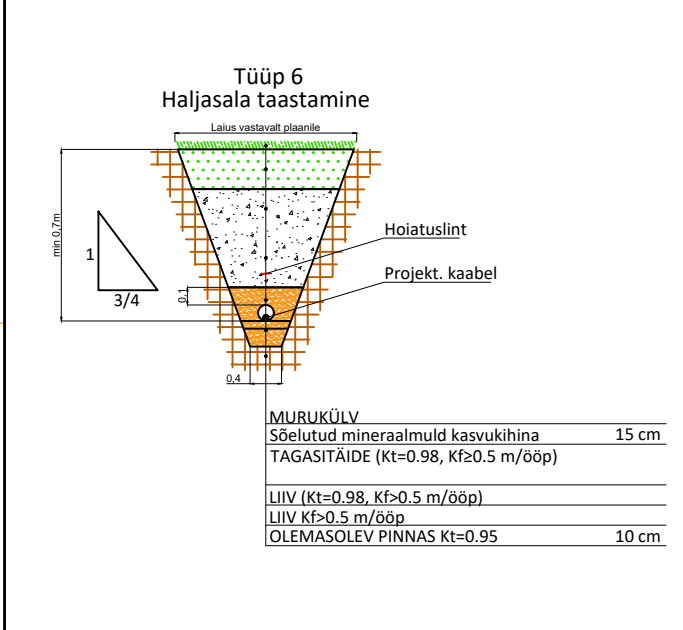 Tüüp 6
Haljasala taastamine
Laius vastavalt plaanile
min 0.7m
1
3/4
0.1
Hoiatuslint
Projekt. kaabel
0.4
MURUKÜLV
Sõelutud mineraalmuld kasvukihina 15 cm
TAGASITÄIDE (Kt=0.98, Kf≥0.5 m/ööp)
LIIV (Kt=0.98, Kf>0.5 m/ööp)
LIIV Kf>0.5 m/ööp
OLEMASOLEV PINNAS Kt=0.95 10 cm